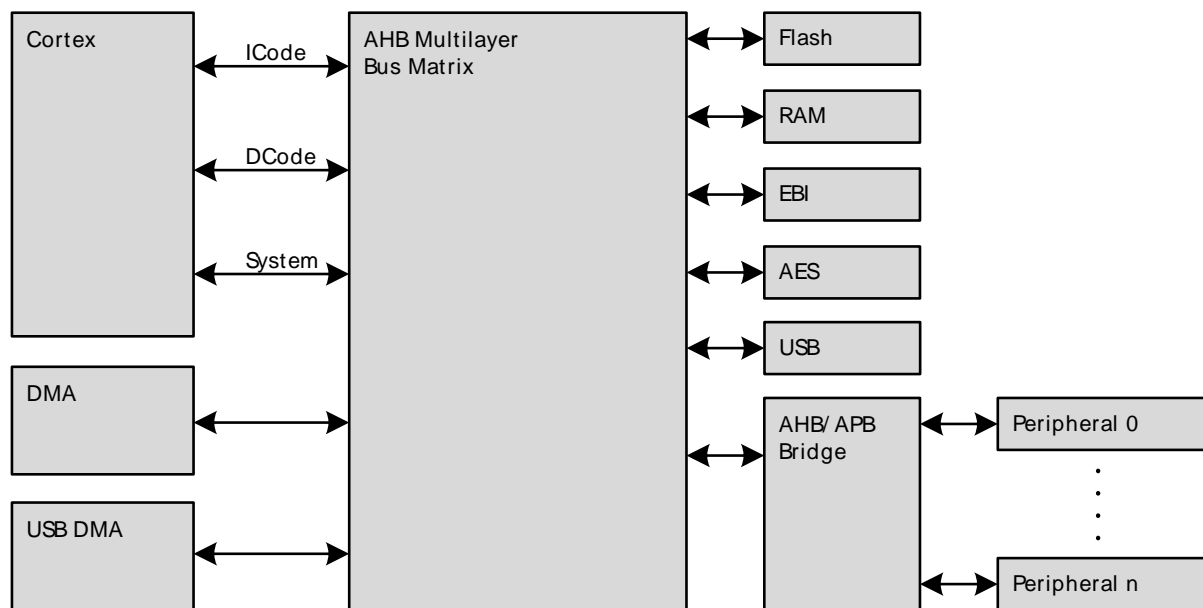 Cortex
ICode
DCode
System
DMA
USB DMA
AHB Multilayer
Bus Matrix
Flash
RAM
EBI
AES
USB
AHB/APB
Bridge
Peripheral 0
Peripheral n